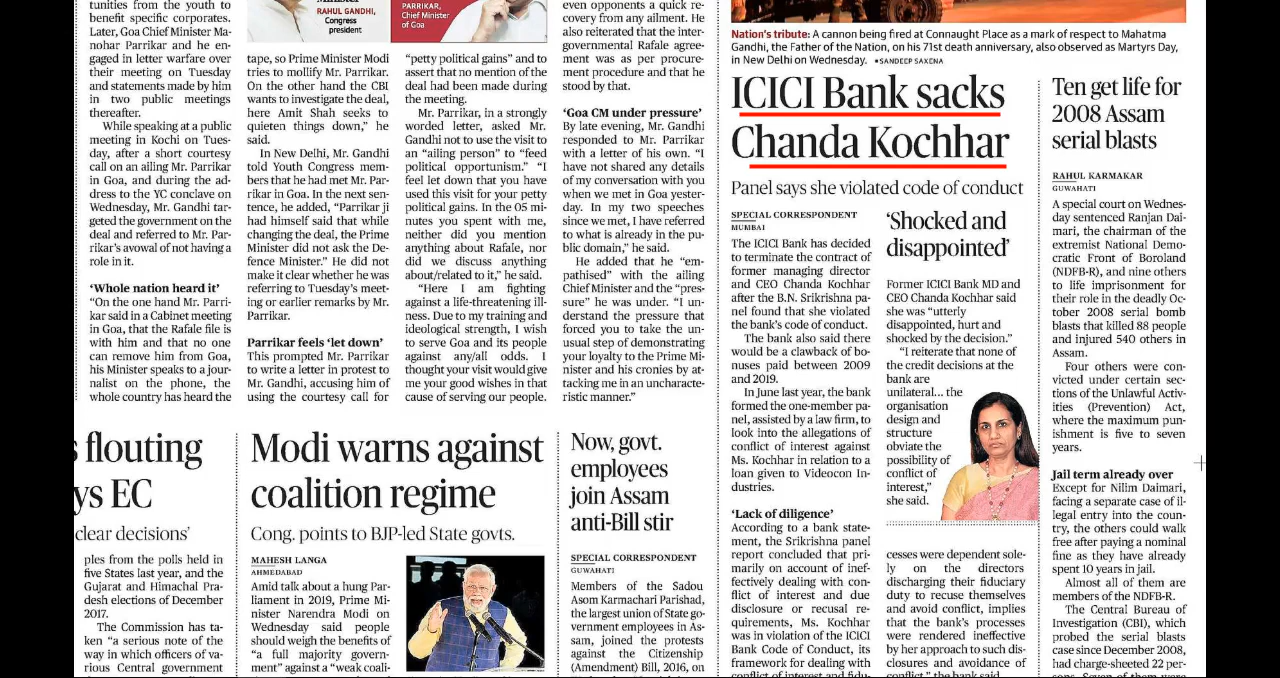 tunities from the youth to
benefit specific corporates.
Later, Goa Chief Minister Ma-
nohar Parrikar and he en-
gaged in letter warfare over
their meeting on Tuesday
and statements made by him
in two public meetings
thereafter.
While speaking at a public
meeting in Kochi on Tues-
day, after a short courtesy
call on an ailing Mr. Parrikar
in Goa, and during the ad-
dress to the YC conclave on
Wednesday, Mr. Gandhi tar-
geted the government on the
deal and referred to Mr. Par-
rikar's avowal of not having a
role in it.
'Whole nation heard it'
"On the one hand Mr. Parri-
kar said in a Cabinet meeting
in Goa, that the Rafale file is
with him and that no one
can remove him from Goa,
his Minister speaks to a jour-
nalist on the phone, the
whole country has heard the
RAHUL GANDHI,
Congress
president
PARRIKAR,
Chief Minister
of Goa
tape, so Prime Minister Modi
tries to mollify Mr. Parrikar.
On the other hand the CBI
wants to investigate the deal,
here Amit Shah seeks to
quieten things down," he
said.
In New Delhi, Mr. Gandhi
told Youth Congress mem-
bers that he had met Mr. Par-
rikar in Goa. In the next sen-
tence, he added, "Parrikar ji
had himself said that while
changing the deal, the Prime
Minister did not ask the De-
fence Minister." He did not
make it clear whether he was
referring to Tuesday's meet-
ing or earlier remarks by Mr.
Parrikar.
Parrikar feels 'let down'
This prompted Mr. Parrikar
to write a letter in protest to
Mr. Gandhi, accusing him of
using the courtesy call for
"petty political gains" and to
assert that no mention of the
deal had been made during
the meeting.
Mr. Parrikar, in a strongly
worded letter, asked Mr.
Gandhi not to use the visit to
an "ailing person" to "feed
political opportunism." "I
feel let down that you have
used this visit for your petty
political gains. In the 05 mi-
nutes you spent with me,
neither did you mention
anything about Rafale, nor
did we discuss anything
about/related to it," he said.
"Here I am fighting
against a life-threatening ill-
ness. Due to my training and
ideological strength, I wish
to serve Goa and its people
against any/all odds. I
thought your visit would give
me your good wishes in that
cause of serving our people.
even opponents a quick re-
covery from any ailment. He
also reiterated that the inter-
governmental Rafale agree-
ment was as per procure-
ment procedure and that he
stood by that.
'Goa CM under pressure'
By late evening, Mr. Gandhi
responded to Mr. Parrikar
with a letter of his own. "I
have not shared any details
of my conversation with you
when we met in Goa yester-
day. In my two speeches
since we met, I have referred
to what is already in the pu-
blic domain," he said.
He added that he "em-
pathised" with the ailing
Chief Minister and the "pres-
sure" he was under. "I un-
derstand the pressure that
forced you to take the un-
usual step of demonstrating
your loyalty to the Prime Mi-
nister and his cronies by at-
tacking me in an uncharacte-
ristic manner."
Nation's tribute: A cannon being fired at Connaught Place as a mark of respect to Mahatma
Gandhi, the Father of the Nation, on his 71st death anniversary, also observed as Martyrs Day,
in New Delhi on Wednesday. • SANDEEP SAXENA
ICICI Bank sacks
Chanda Kochhar
Panel says she violated code of conduct
SPECIAL CORRESPONDENT
MUMBAI
The ICICI Bank has decided
to terminate the contract of
former managing director
and CEO Chanda Kochhar
after the B.N. Srikrishna pa-
nel found that she violated
the bank's code of conduct.
The bank also said there
would be a clawback of bo-
nuses paid between 2009
and 2019.
In June last year, the bank
formed the one-member pa-
nel, assisted by a law firm, to
look into the allegations of
conflict of interest against
Ms. Kochhar in relation to a
loan given to Videocon In-
dustries.
'Lack of diligence'
According to a bank state-
ment, the Srikrishna panel
report concluded that pri-
marily on account of inef-
fectively dealing with con-
flict of interest and due
disclosure or recusal re-
quirements, Ms. Kochhar
was in violation of the ICICI
Bank Code of Conduct, its
framework for dealing with
conflict of interest and fidu-
'Shocked and
disappointed'
Former ICICI Bank MD and
CEO Chanda Kochhar said
she was "utterly
disappointed, hurt and
shocked by the decision."
"I reiterate that none of
the credit decisions at the
bank are
unilateral... the
organisation
design and
structure
obviate the
possibility of
conflict of
interest,"
she said.
cesses were dependent sole-
ly on the directors
discharging their fiduciary
duty to recuse themselves
and avoid conflict, implies
that the bank's processes
were rendered ineffective
by her approach to such dis-
closures and avoidance of
conflict," the bank said.
Ten get life for
2008 Assam
serial blasts
RAHUL KARMAKAR
GUWAHATI
A special court on Wednes-
day sentenced Ranjan Dai-
mari, the chairman of the
extremist National Demo-
cratic Front of Boroland
(NDFB-R), and nine others
to life imprisonment for
their role in the deadly Oc-
tober 2008 serial bomb
blasts that killed 88 people
and injured 540 others in
Assam.
Four others were con-
victed under certain sec-
tions of the Unlawful Activ-
ities (Prevention) Act,
where the maximum pun-
ishment is five to seven
years.
Jail term already over
Except for Nilim Daimari,
facing a separate case of il-
legal entry into the coun-
try, the others could walk
free after paying a nominal
fine as they have already
spent 10 years in jail.
Almost all of them are
members of the NDFB-R.
The Central Bureau of
Investigation (CBI), which
probed the serial blasts
case since December 2008,
had charge-sheeted 22 per-
sons. Seven of them were
flouting
ys EC
clear decisions'
ples from the polls held in
five States last year, and the
Gujarat and Himachal Pra-
desh elections of December
2017.
The Commission has ta-
ken "a serious note of the
way in which officers of va-
rious Central government
Modi warns against
coalition regime
Cong. points to BJP-led State govts.
MAHESH LANGA
AHMEDABAD
Amid talk about a hung Par-
liament in 2019, Prime Mi-
nister Narendra Modi on
Wednesday said people
should weigh the benefits of
"a full majority govern-
ment" against a "weak coali-
Now, govt.
employees
join Assam
anti-Bill stir
SPECIAL CORRESPONDENT
GUWAHATI
Members of the Sadou
Asom Karmachari Parishad,
the largest union of State go-
vernment employees in As-
sam, joined the protests
against the Citizenship
(Amendment) Bill, 2016, on